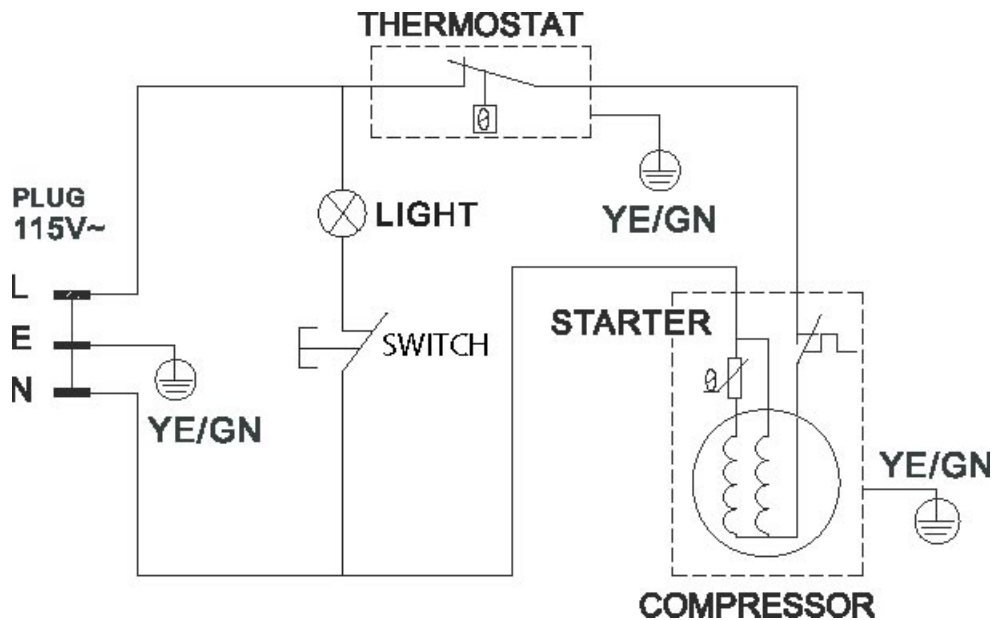 THERMOSTAT
θ
YE/GN
PLUG
115V~
LIGHT
L
E
N
YE/GN
SWITCH
STARTER
θ
YE/GN
COMPRESSOR